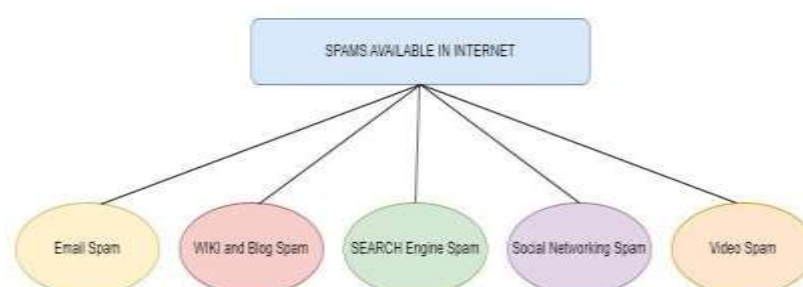 SPAMS AVAILABLE IN INTERNET
Email Spam
WIKI and Blog Spam
SEARCH Engine Spam
Social Networking Spam
Video Spam